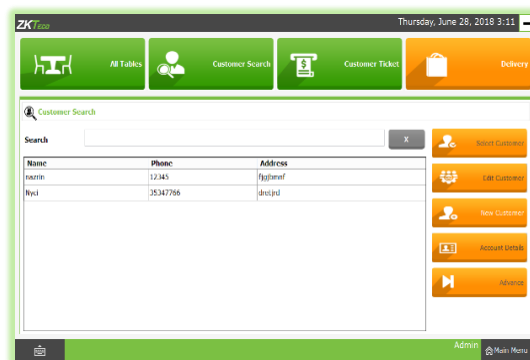 ZKTeco
Thursday, June 28, 2018 3:11
All Tables
Customer Search
Customer Ticket
Delivery
Customer Search
Search
X
Name Phone Address
nazrin 12345 fjgjbmnf
Nyci 35347766 dretjrd
Select Customer
Edit Customer
New Customer
Account Details
Advance
Admin
Main Menu